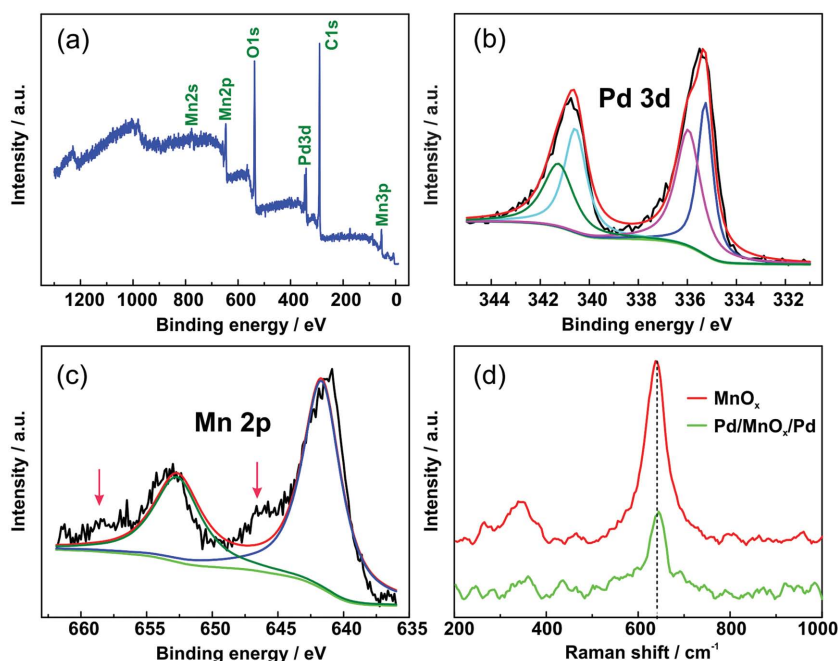 (a)
Mn2s
Mn2p
O1s
Pd3d
C1s
Mn3p
Intensity / a.u.
1200 1000 800 600 400 200 0
Binding energy / eV
(b)
Pd 3d
Intensity / a.u.
344 342 340 338 336 334 332
Binding energy / eV
(c)
Mn 2p
Intensity / a.u.
660 655 650 645 640 635
Binding energy / eV
(d)
MnOₓ
Pd/MnOₓ/Pd
Intensity / a.u.
200 400 600 800 1000
Raman shift / cm⁻¹